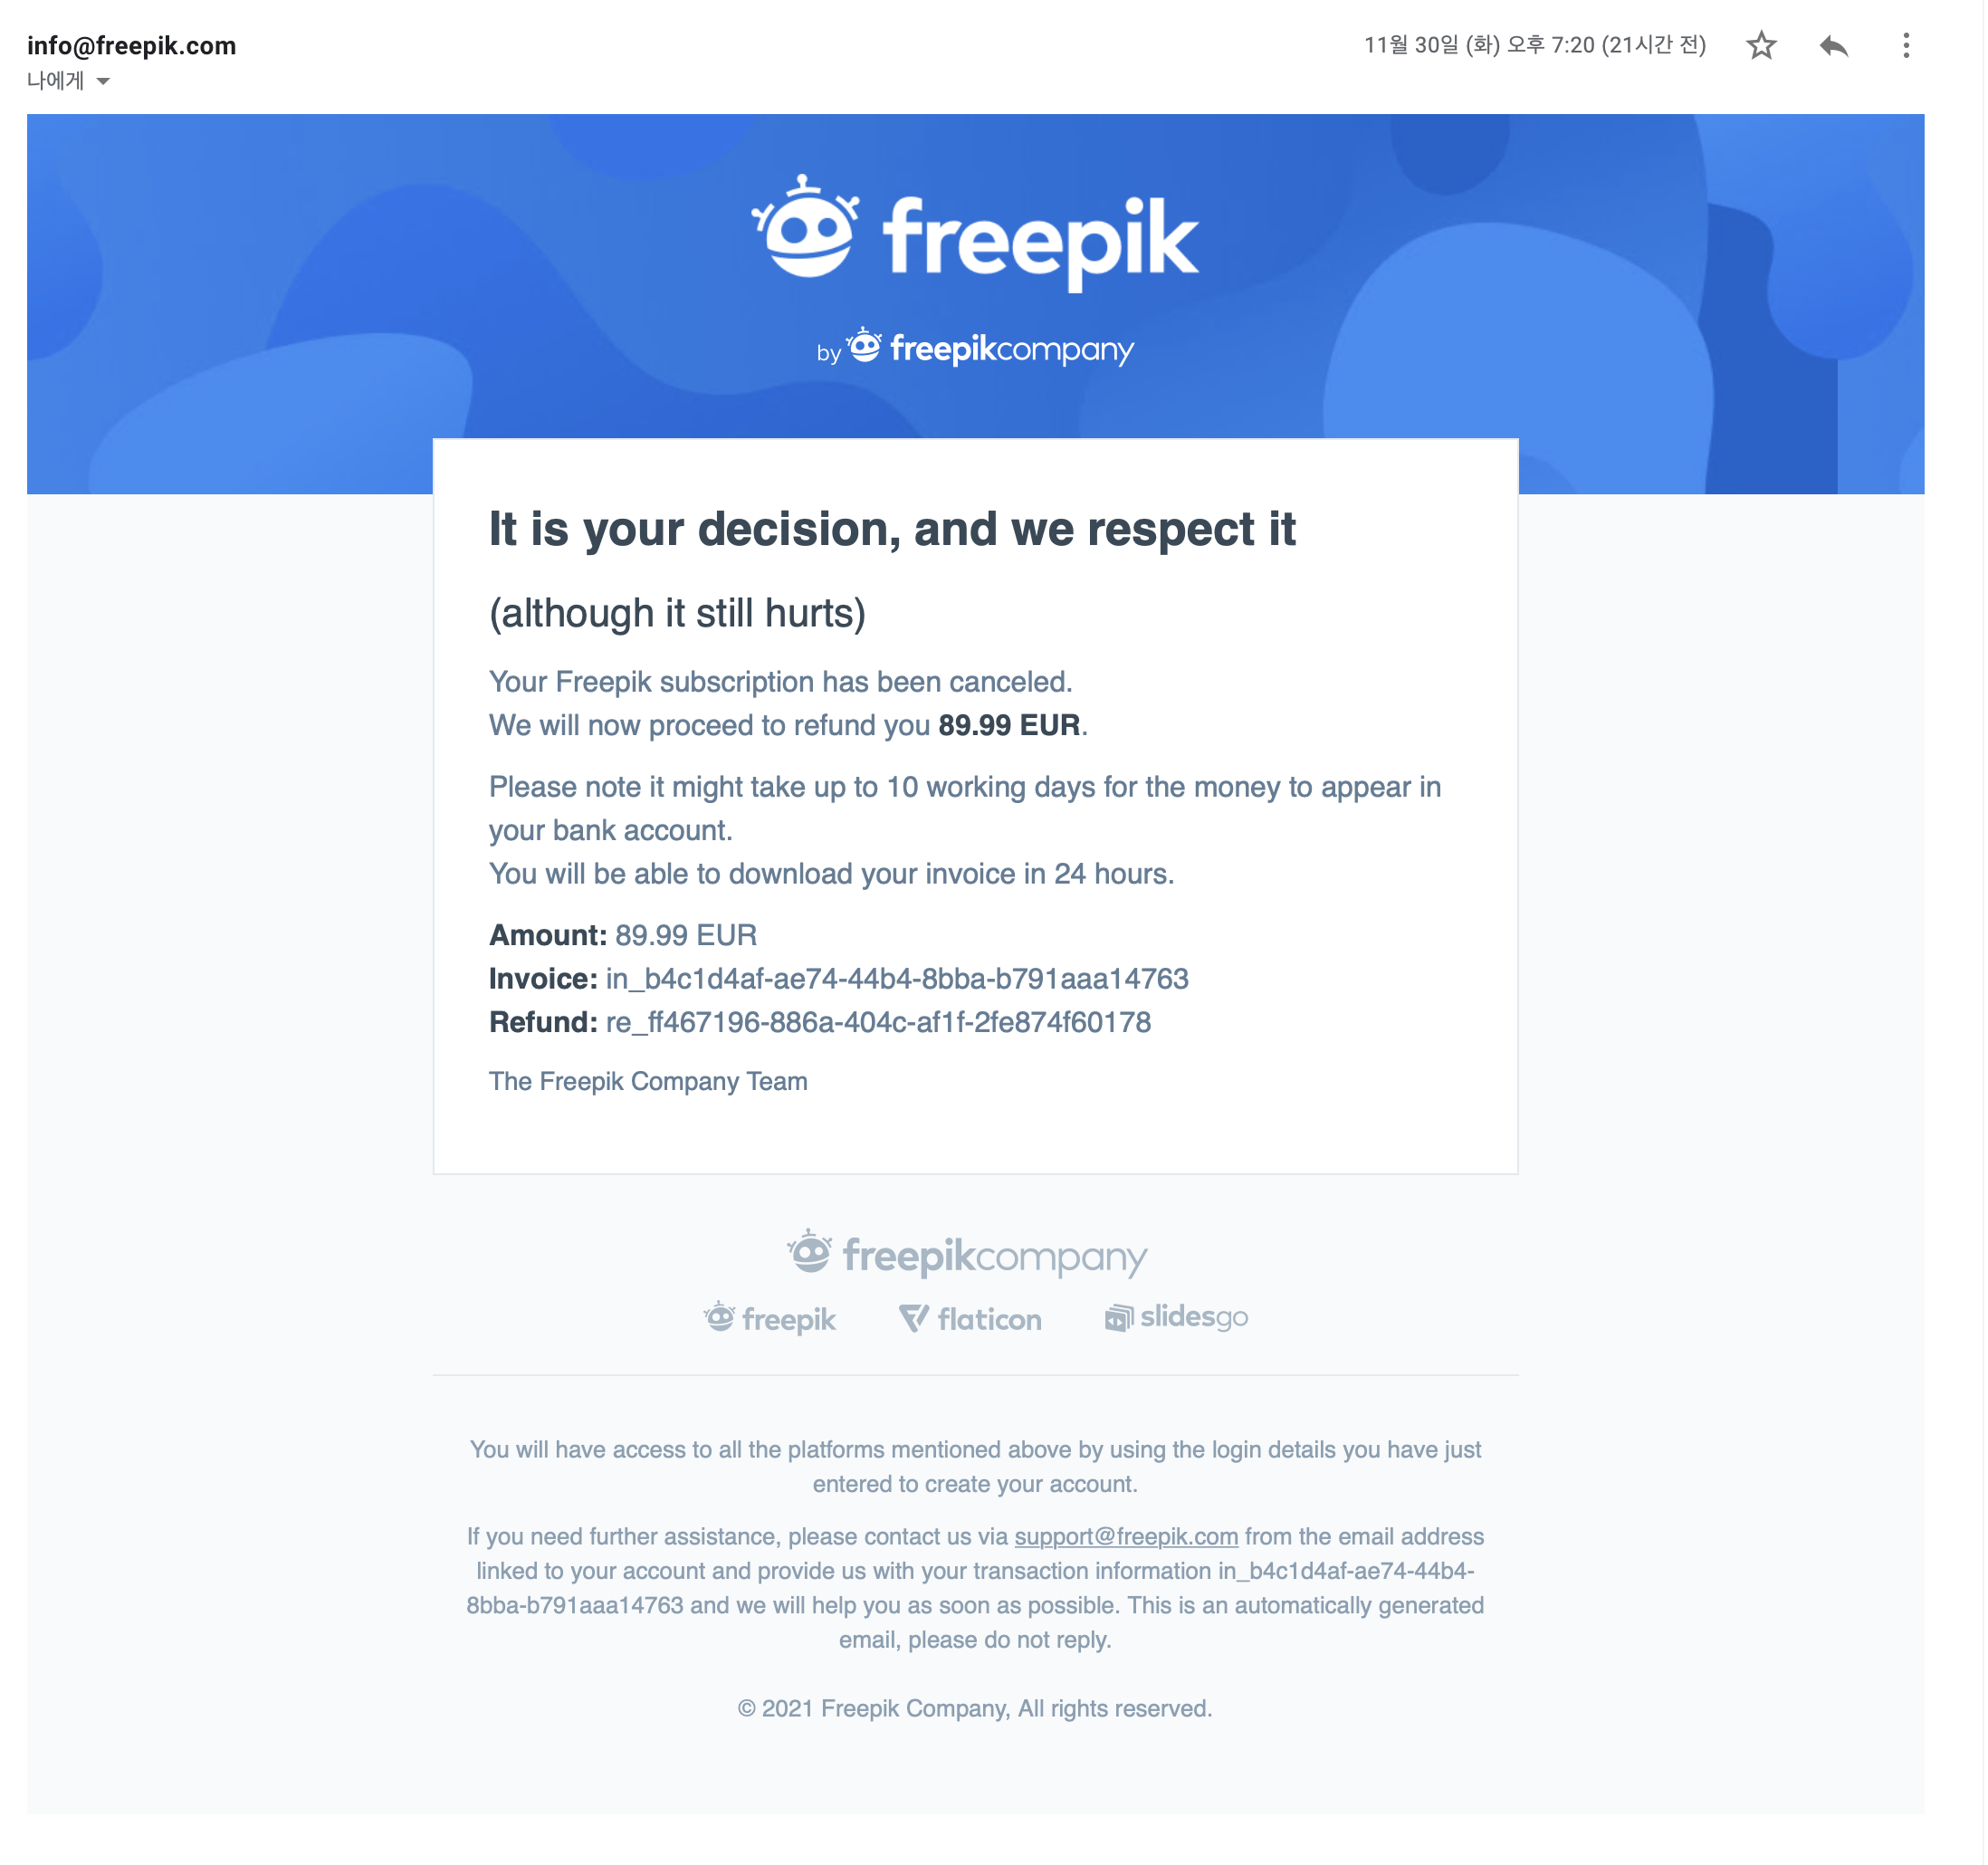 info@freepik.com
11월 30일 (화) 오후 7:20 (21시간 전)
나에게
freepik
by freepikcompany
It is your decision, and we respect it
(although it still hurts)
Your Freepik subscription has been canceled.
We will now proceed to refund you 89.99 EUR.
Please note it might take up to 10 working days for the money to appear in
your bank account.
You will be able to download your invoice in 24 hours.
Amount: 89.99 EUR
Invoice: in_b4c1d4af-ae74-44b4-8bba-b791aaa14763
Refund: re_ff467196-886a-404c-af1f-2fe874f60178
The Freepik Company Team
freepikcompany
freepik flaticon slidesgo
You will have access to all the platforms mentioned above by using the login details you have just
entered to create your account.
If you need further assistance, please contact us via support@freepik.com from the email address
linked to your account and provide us with your transaction information in_b4c1d4af-ae74-44b4-
8bba-b791aaa14763 and we will help you as soon as possible. This is an automatically generated
email, please do not reply.
© 2021 Freepik Company, All rights reserved.